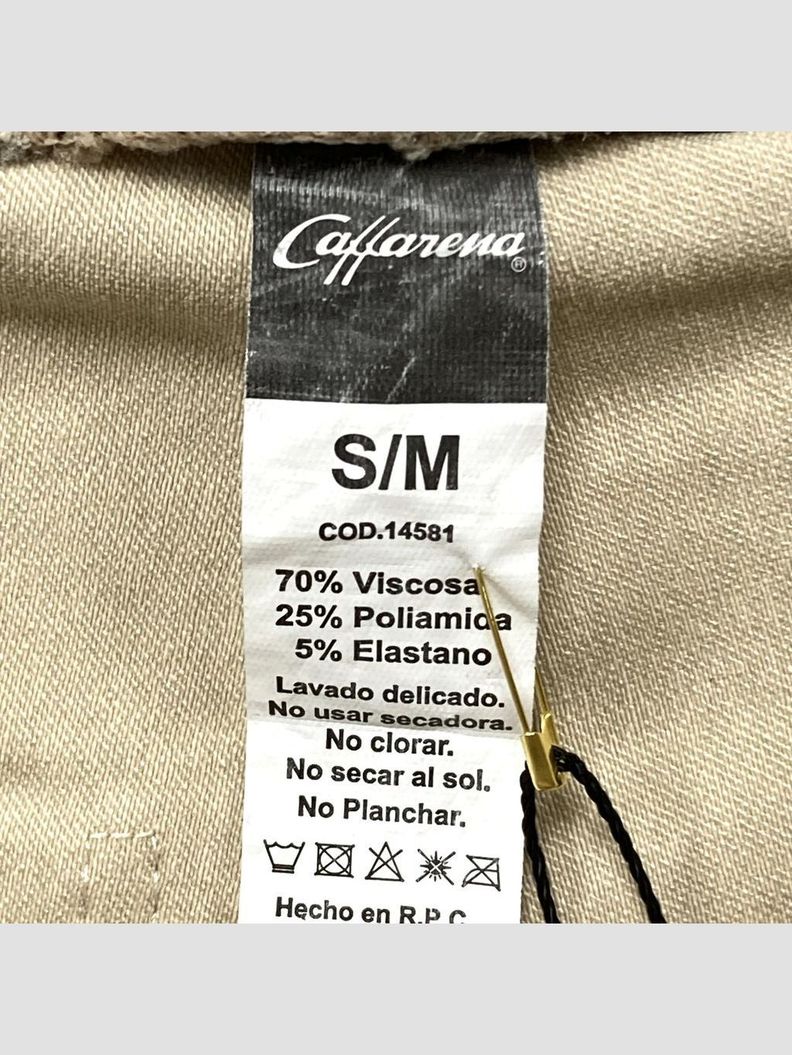 Caffarena®
S/M
COD.14581
70% Viscosa
25% Poliamida
5% Elastano
Lavado delicado.
No usar secadora.
No clorar.
No secar al sol.
No Planchar.
Hecho en R.P.C